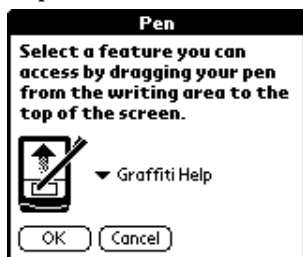 Pen
Select a feature you can
access by dragging your pen
from the writing area to the
top of the screen.
Graffiti Help
OK Cancel